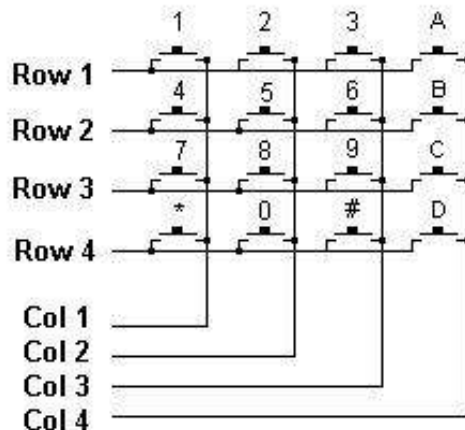 1 2 3 A
Row 1
4 5 6 B
Row 2
7 8 9 C
Row 3
* 0 # D
Row 4
Col 1
Col 2
Col 3
Col 4